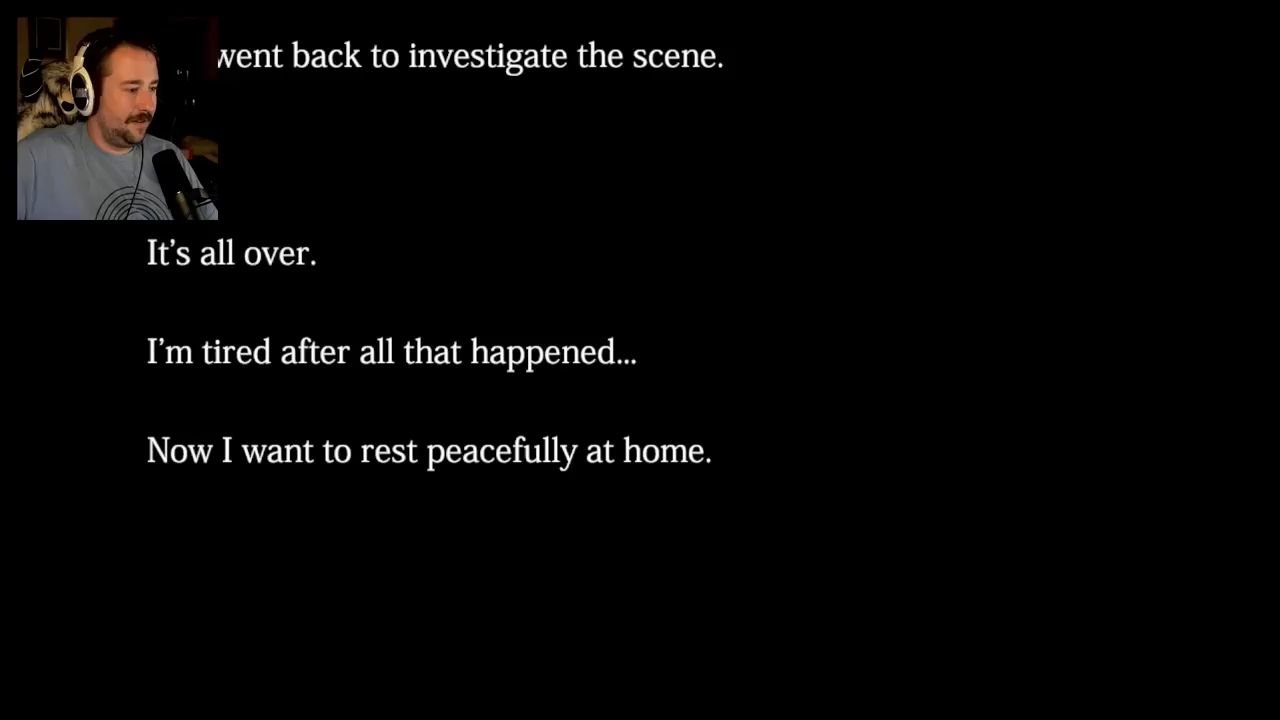 went back to investigate the scene.
It's all over.
I'm tired after all that happened...
Now I want to rest peacefully at home.